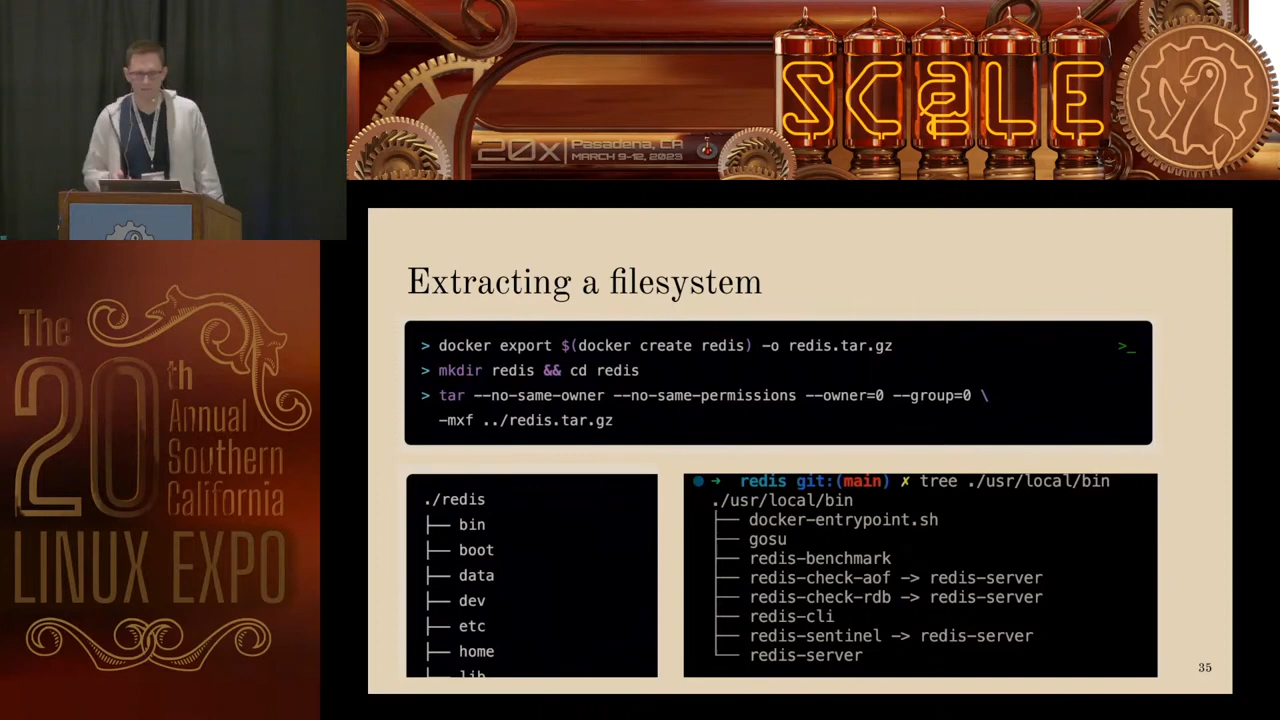 SC@LE
20x
Pasadena, CA
MARCH 9-12, 2023
The
20th
Annual
Southern
California
LINUX EXPO
Extracting a filesystem
> docker export $(docker create redis) -o redis.tar.gz
>_
> mkdir redis && cd redis
> tar --no-same-owner --no-same-permissions --owner=0 --group=0 \
-mxf ../redis.tar.gz
./redis
├── bin
├── boot
├── data
├── dev
├── etc
├── home
├── lib
● → redis git:(main) ✗ tree ./usr/local/bin
./usr/local/bin
├── docker-entrypoint.sh
├── gosu
├── redis-benchmark
├── redis-check-aof -> redis-server
├── redis-check-rdb -> redis-server
├── redis-cli
├── redis-sentinel -> redis-server
└── redis-server
35